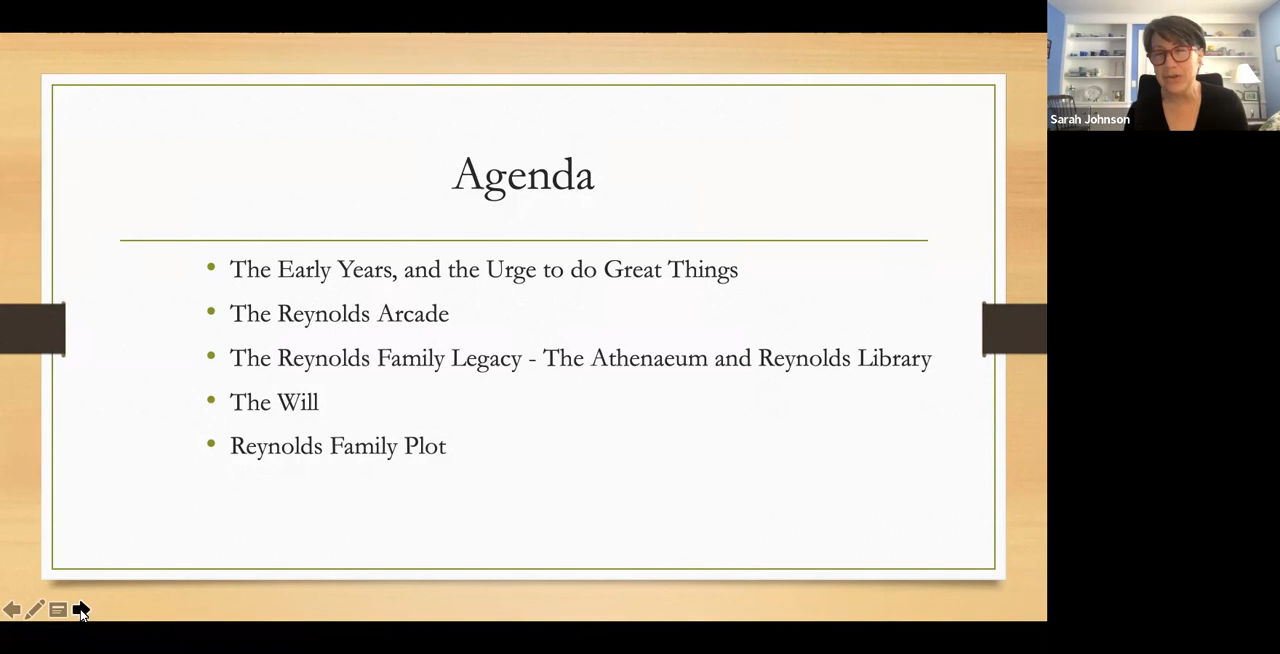 Agenda
The Early Years, and the Urge to do Great Things
The Reynolds Arcade
The Reynolds Family Legacy - The Athenaeum and Reynolds Library
The Will
Reynolds Family Plot
Sarah Johnson